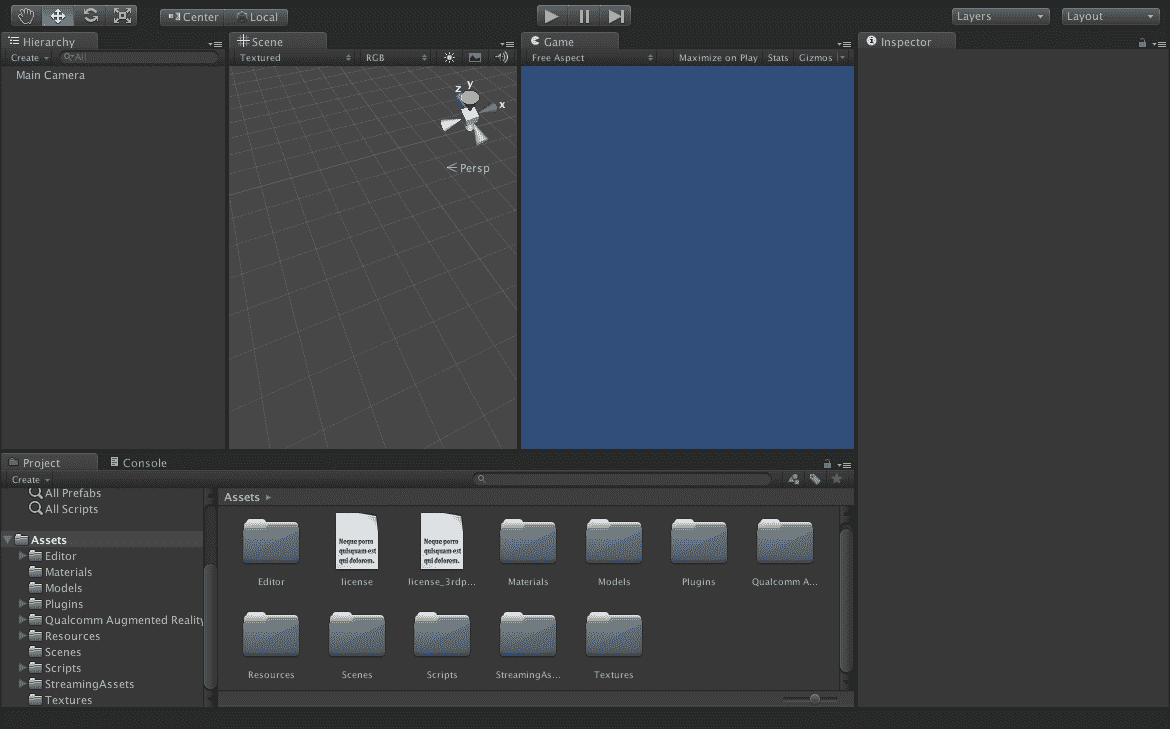 Center Local
Layers Layout
Hierarchy
Create All
Main Camera
Scene
Textured RGB
y
z
x
Persp
Game
Free Aspect Maximize on Play Stats Gizmos
Inspector
Project Console
Create
All Prefabs
All Scripts
Assets
Editor
Materials
Models
Plugins
Qualcomm Augmented Reality
Resources
Scenes
Scripts
StreamingAssets
Textures
Assets
Neque porro
quisquam est
qui dolorem.
Neque porro
quisquam est
qui dolorem.
Editor license license_3rdp... Materials Models Plugins Qualcomm A...
Resources Scenes Scripts StreamingAs... Textures